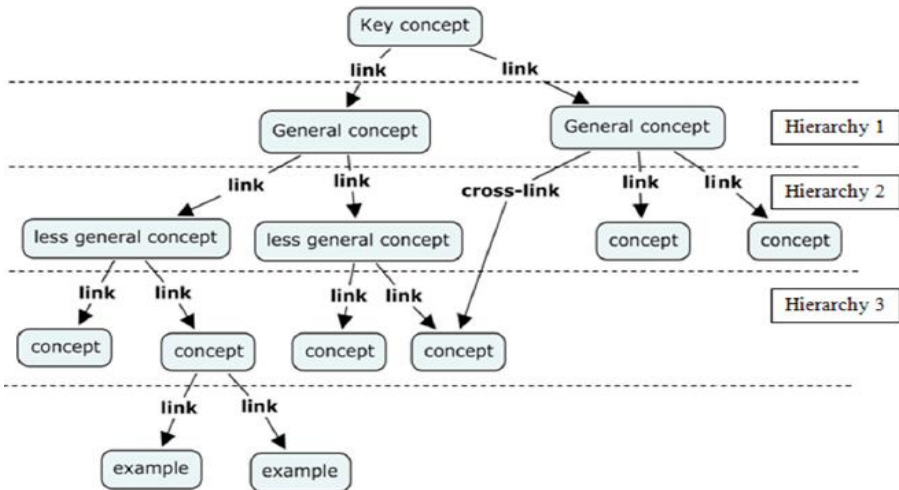 Key concept
link
link
General concept
General concept
Hierarchy 1
link
link
cross-link
link
link
Hierarchy 2
less general concept
less general concept
concept
concept
link
link
link
link
Hierarchy 3
concept
concept
concept
concept
link
link
example
example